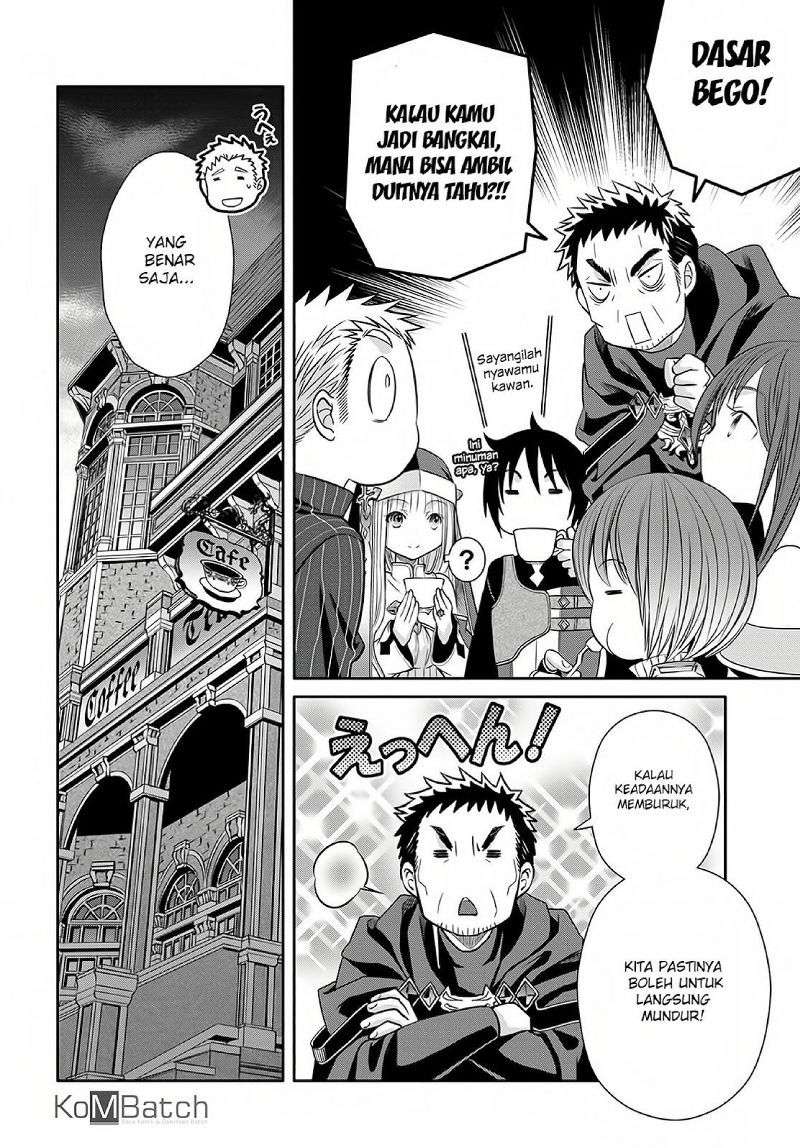 DASAR
BEGO!
KALAU KAMU
JADI BANGKAI,
MANA BISA AMBIL
DUITNYA TAHU?!!
Sayangilah
nyawamu
kawan.
Ini
minuman
apa, ya?
?
うへぇ
YANG
BENAR
SAJA...
Cafe
Coffee
えっへん!
KALAU
KEADAANNYA
MEMBURUK,
KITA PASTINYA
BOLEH UNTUK
LANGSUNG
MUNDUR!
KoMBatch